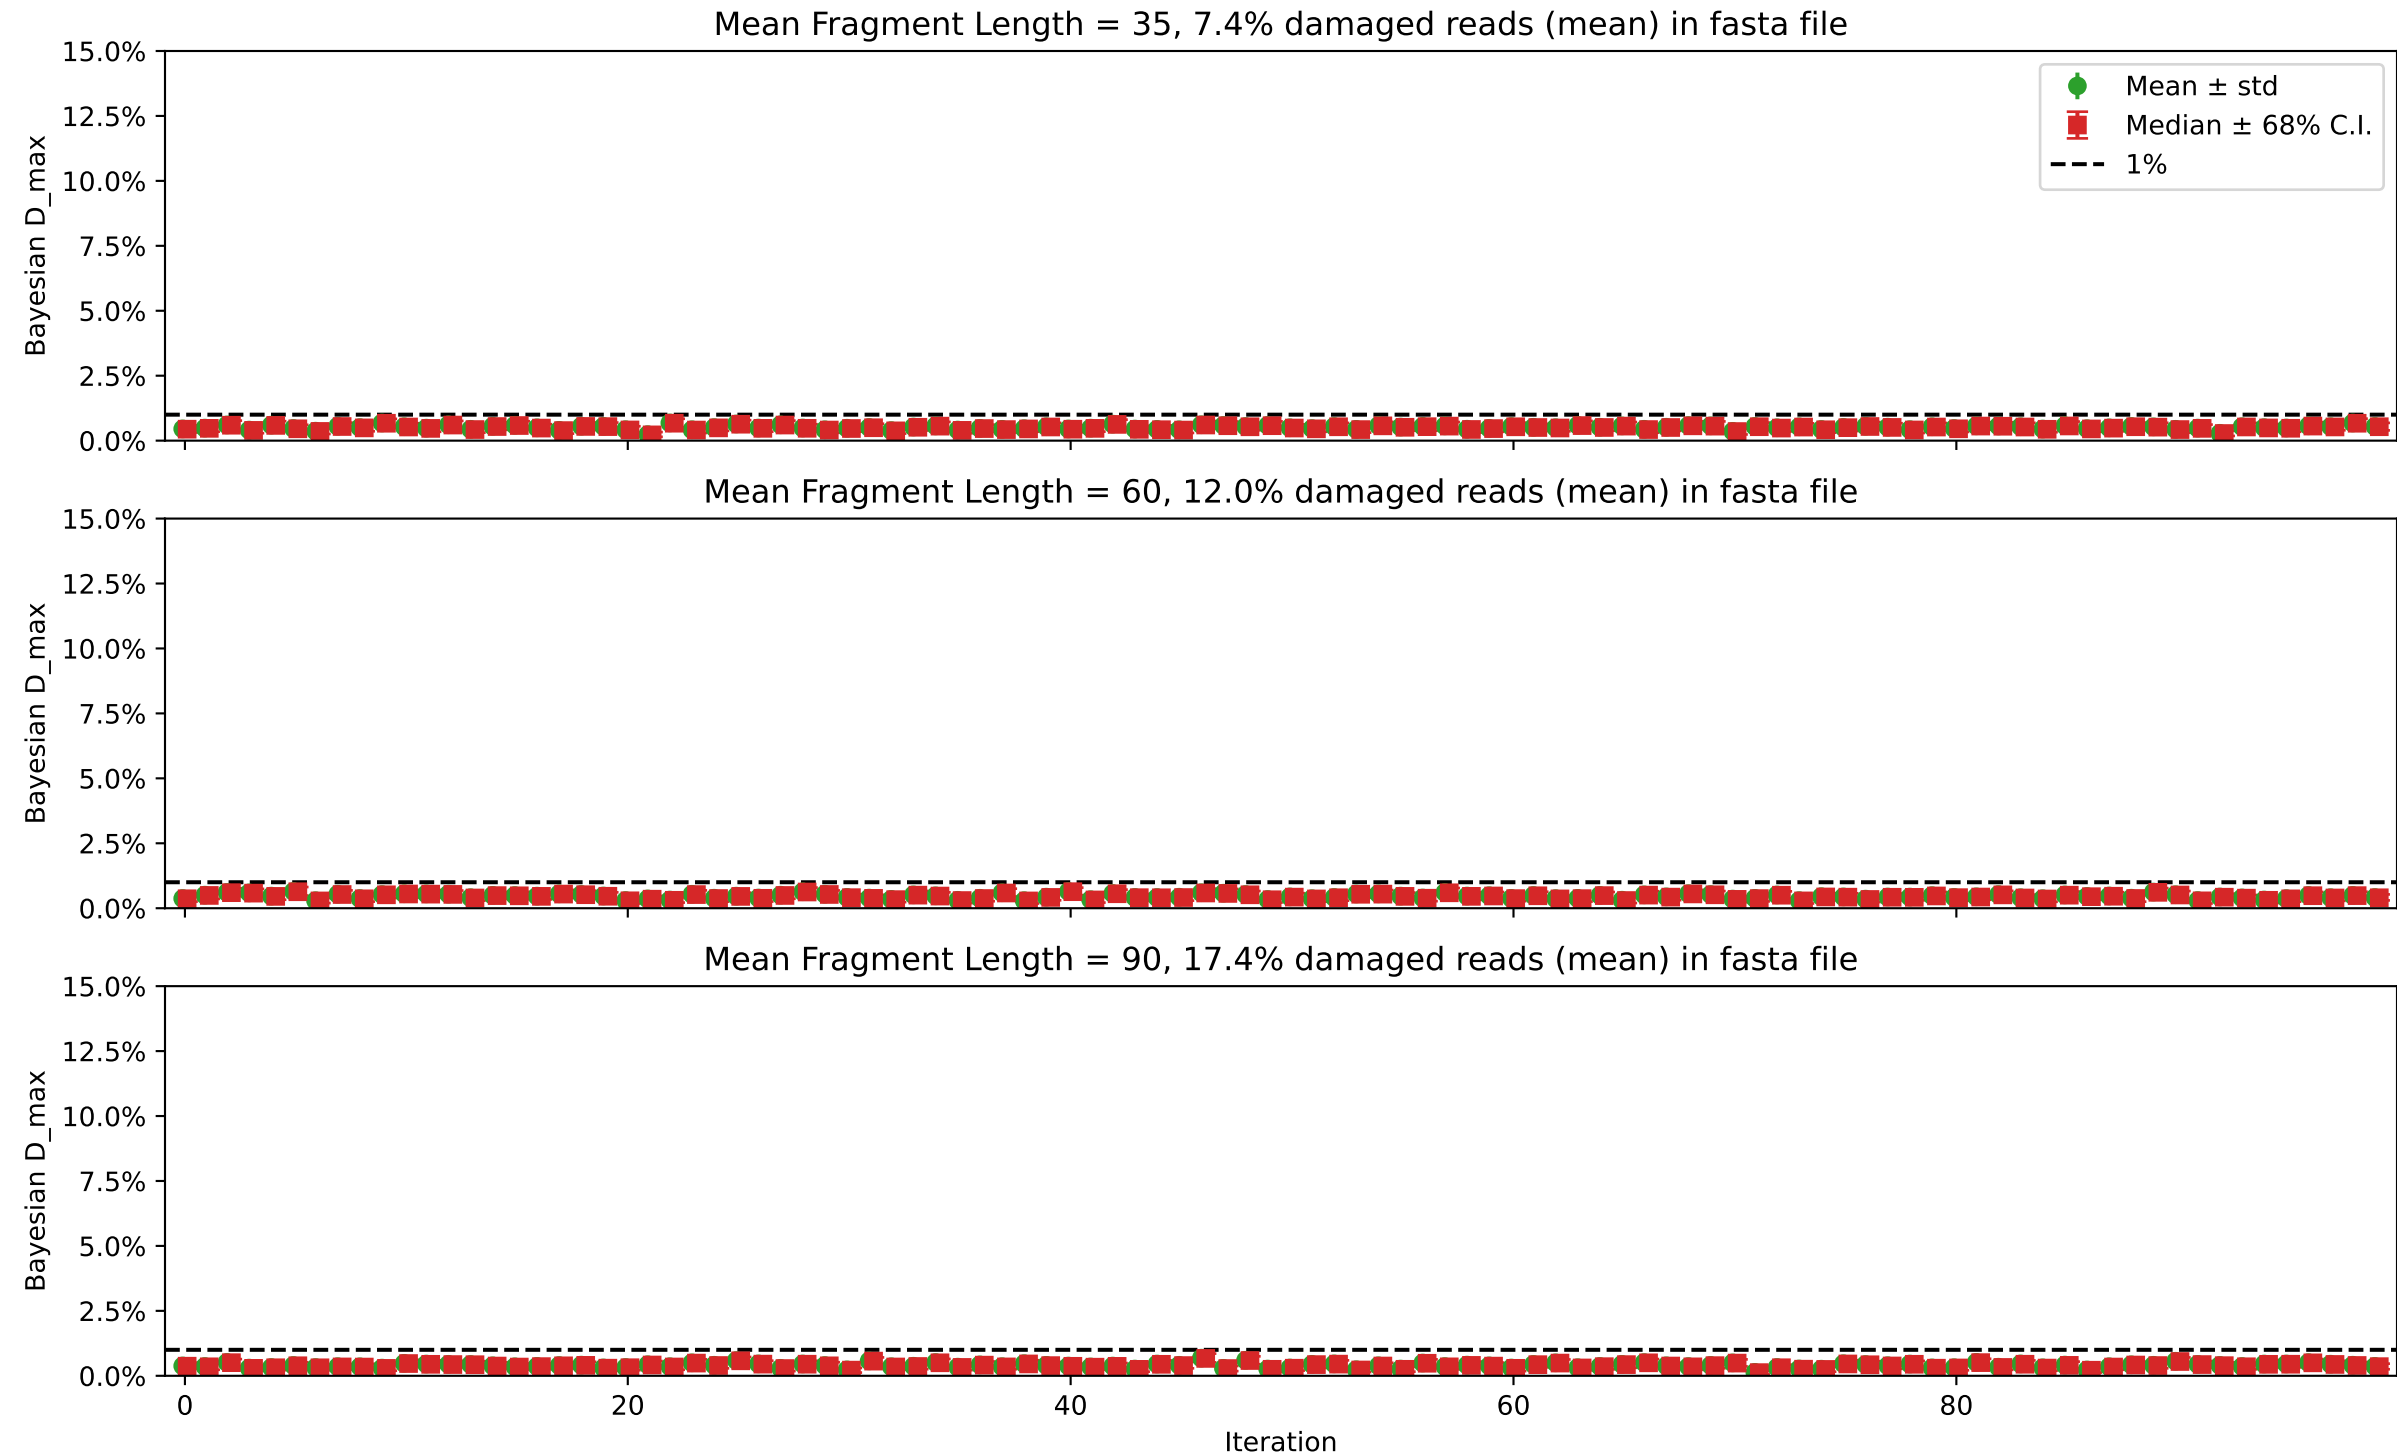 Mean Fragment Length = 35, 7.4% damaged reads (mean) in fasta file
15.0%
12.5%
10.0%
7.5%
5.0%
2.5%
0.0%
Bayesian D_max
Mean ± std
Median ± 68% C.I.
1%
Mean Fragment Length = 60, 12.0% damaged reads (mean) in fasta file
15.0%
12.5%
10.0%
7.5%
5.0%
2.5%
0.0%
Bayesian D_max
Mean Fragment Length = 90, 17.4% damaged reads (mean) in fasta file
15.0%
12.5%
10.0%
7.5%
5.0%
2.5%
0.0%
Bayesian D_max
0 20 40 60 80
Iteration